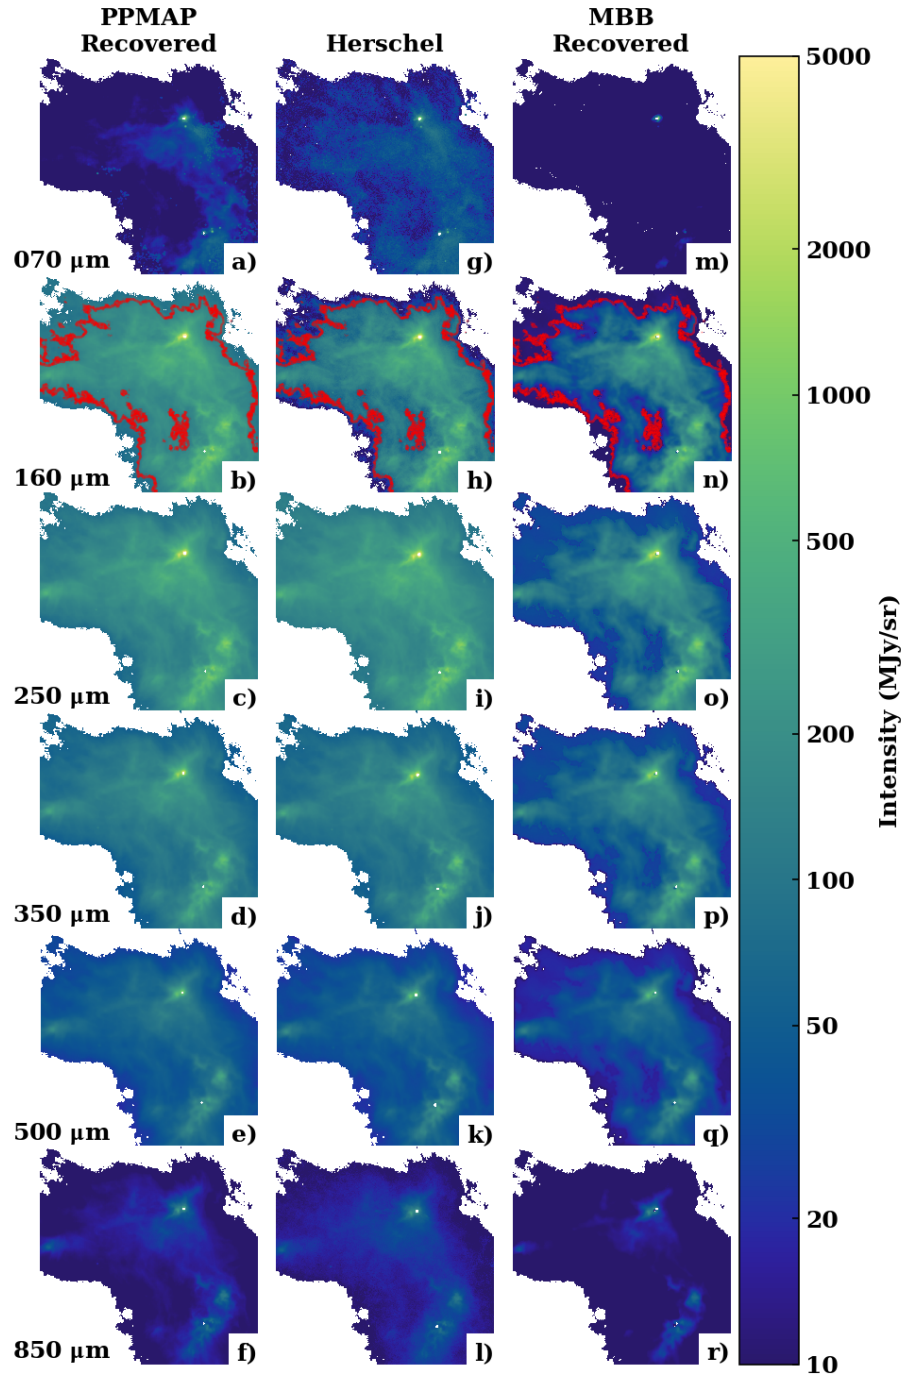 PPMAP
Recovered
Herschel
MBB
Recovered
070 µm
a)
g)
m)
160 µm
b)
h)
n)
250 µm
c)
i)
o)
350 µm
d)
j)
p)
500 µm
e)
k)
q)
850 µm
f)
l)
r)
5000
2000
1000
500
200
100
50
20
10
Intensity (MJy/sr)